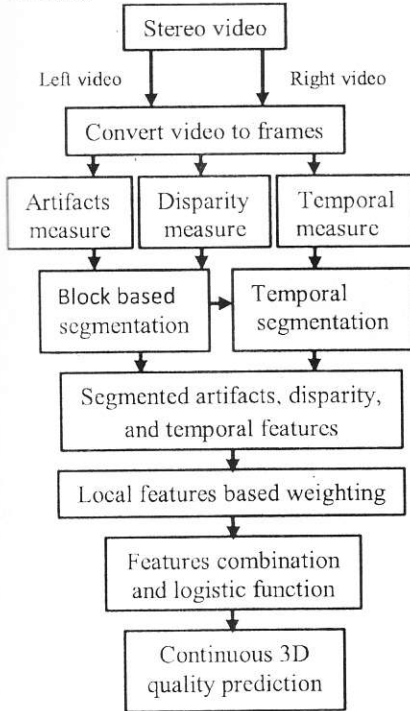 Stereo video
Left video
Right video
Convert video to frames
Artifacts
measure
Disparity
measure
Temporal
measure
Block based
segmentation
Temporal
segmentation
Segmented artifacts, disparity,
and temporal features
Local features based weighting
Features combination
and logistic function
Continuous 3D
quality prediction